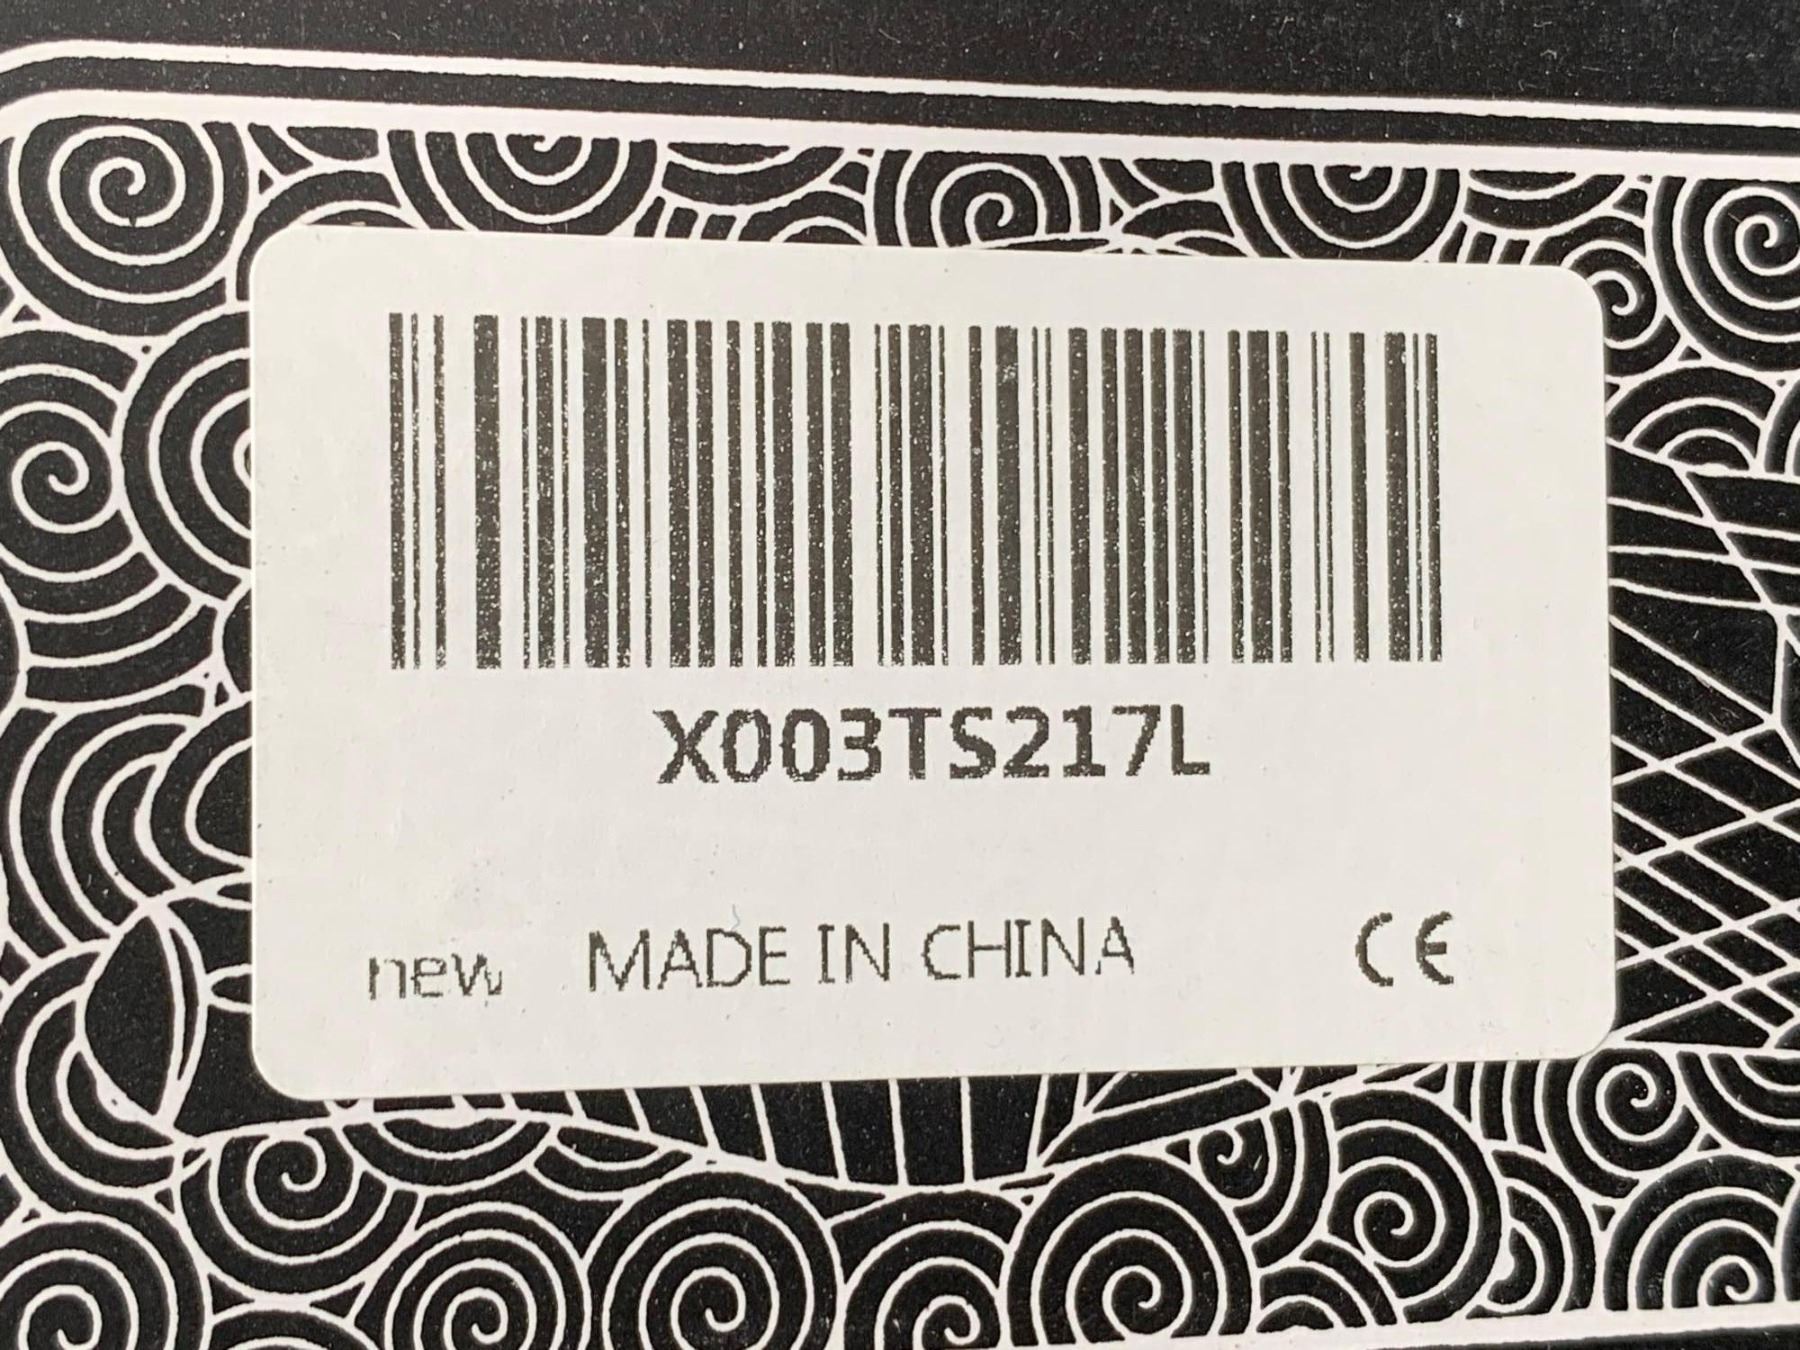 X003TS217L
new MADE IN CHINA CE